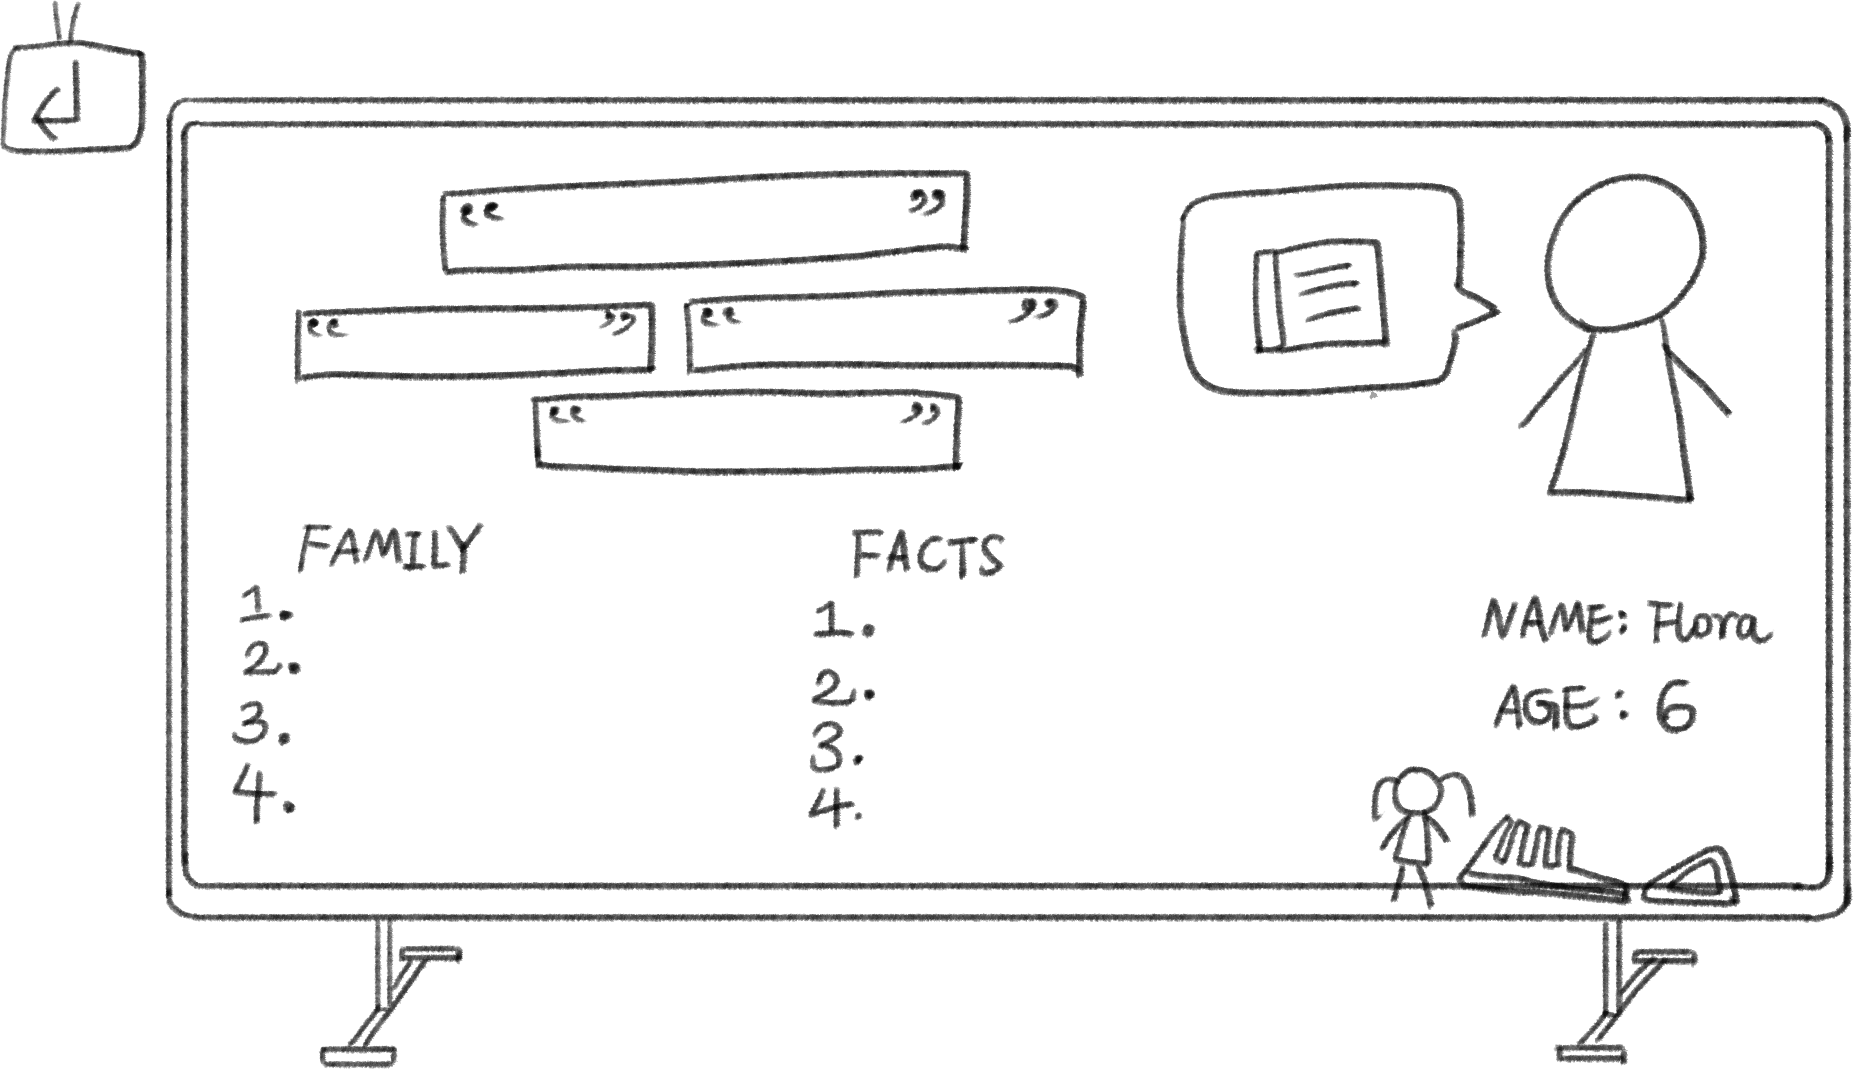 “ ”
“ ” “ ”
“ ”
FAMILY
1.
2.
3.
4.
FACTS
1.
2.
3.
4.
NAME: Flora
AGE: 6